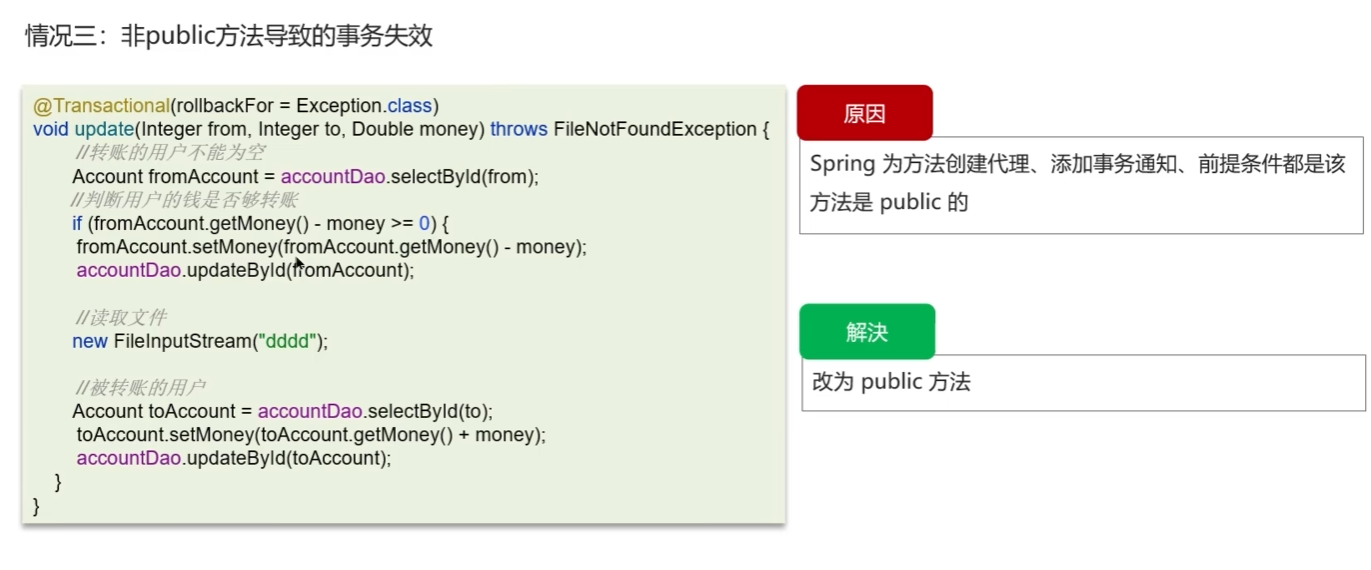 情况三：非public方法导致的事务失效
@Transactional(rollbackFor = Exception.class)
void update(Integer from, Integer to, Double money) throws FileNotFoundException {
//转账的用户不能为空
Account fromAccount = accountDao.selectById(from);
//判断用户的钱是否够转账
if (fromAccount.getMoney() - money >= 0) {
fromAccount.setMoney(fromAccount.getMoney() - money);
accountDao.updateById(fromAccount);
//读取文件
new FileInputStream("dddd");
//被转账的用户
Account toAccount = accountDao.selectById(to);
toAccount.setMoney(toAccount.getMoney() + money);
accountDao.updateById(toAccount);
}
}
原因
Spring 为方法创建代理、添加事务通知、前提条件都是该
方法是 public 的
解决
改为 public 方法